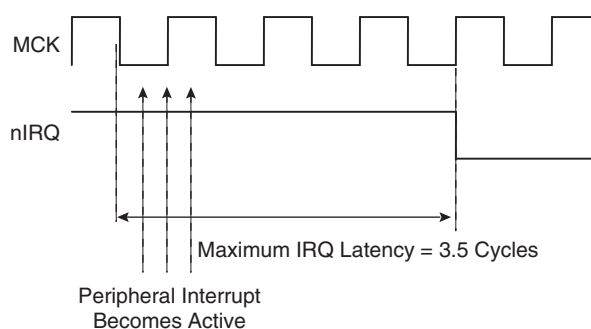 MCK
nIRQ
Maximum IRQ Latency = 3.5 Cycles
Peripheral Interrupt
Becomes Active